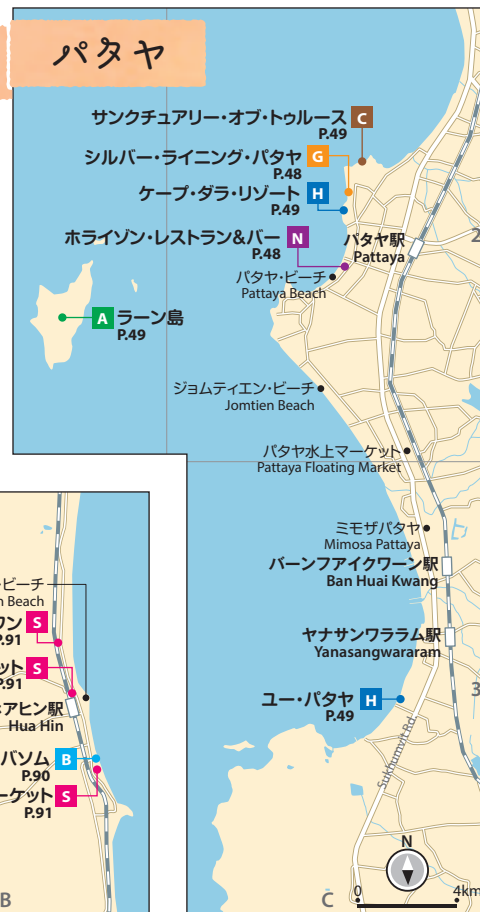 パタヤ
サンクチュアリー・オブ・トゥルース C
P.49
シルバー・ライニング・パタヤ G
P.48
ケープ・ダラ・リゾート H
P.49
ホライゾン・レストラン&バー N
P.48
パタヤ駅
Pattaya
2
パタヤ・ビーチ
Pattaya Beach
A ラーン島
P.49
ジョムティエン・ビーチ
Jomtien Beach
パタヤ水上マーケット
Pattaya Floating Market
ミモザパタヤ
Mimosa Pattaya
バーンフアイクワーン駅
Ban Huai Kwang
ヤナサンワララム駅
Yanasangwararam
3
ユー・パタヤ H
P.49
Sukhumvit Rd.
N
0 4km
C
・ビーチ
n Beach
ワン S
P.91
ット S
P.91
アヒン駅
Hua Hin
バソム B
P.90
ーケット S
P.91
B